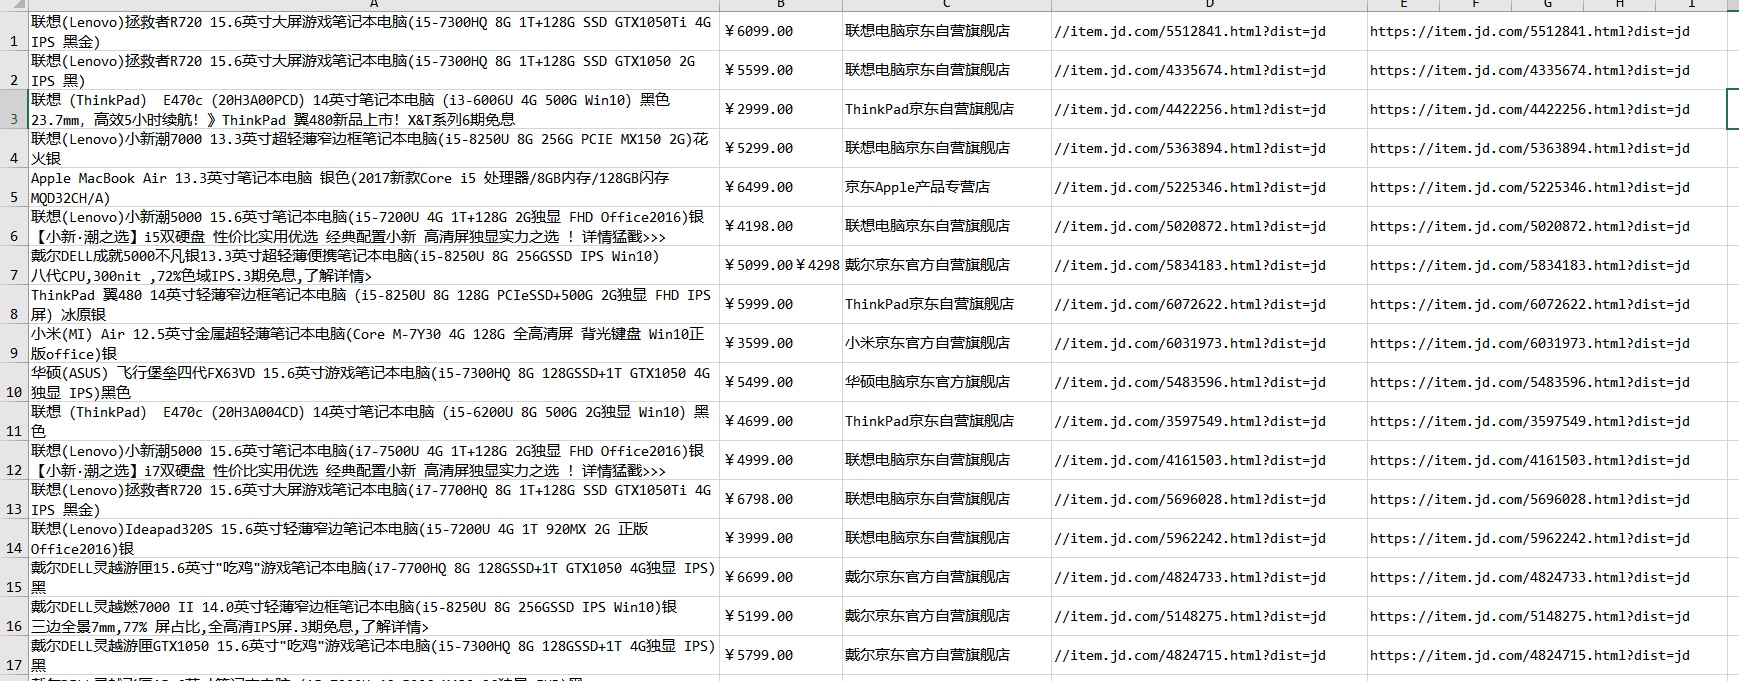 A B C D E F G H I
联想(Lenovo)拯救者R720 15.6英寸大屏游戏笔记本电脑(i5-7300HQ 8G 1T+128G SSD GTX1050Ti 4G
1 IPS 黑金) ￥6099.00 联想电脑京东自营旗舰店 //item.jd.com/5512841.html?dist=jd https://item.jd.com/5512841.html?dist=jd
联想(Lenovo)拯救者R720 15.6英寸大屏游戏笔记本电脑(i5-7300HQ 8G 1T+128G SSD GTX1050 2G
2 IPS 黑) ￥5599.00 联想电脑京东自营旗舰店 //item.jd.com/4335674.html?dist=jd https://item.jd.com/4335674.html?dist=jd
联想（ThinkPad） E470c（20H3A00PCD）14英寸笔记本电脑（i3-6006U 4G 500G Win10）黑色
3 23.7mm，高效5小时续航！》ThinkPad 翼480新品上市！X&T系列6期免息 ￥2999.00 ThinkPad京东自营旗舰店 //item.jd.com/4422256.html?dist=jd https://item.jd.com/4422256.html?dist=jd
联想(Lenovo)小新潮7000 13.3英寸超轻薄窄边框笔记本电脑(i5-8250U 8G 256G PCIE MX150 2G)花
4 火银 ￥5299.00 联想电脑京东自营旗舰店 //item.jd.com/5363894.html?dist=jd https://item.jd.com/5363894.html?dist=jd
Apple MacBook Air 13.3英寸笔记本电脑 银色(2017新款Core i5 处理器/8GB内存/128GB闪存
5 MQD32CH/A) ￥6499.00 京东Apple产品专营店 //item.jd.com/5225346.html?dist=jd https://item.jd.com/5225346.html?dist=jd
联想(Lenovo)小新潮5000 15.6英寸笔记本电脑(i5-7200U 4G 1T+128G 2G独显 FHD Office2016)银
6 【小新·潮之选】i5双硬盘 性价比实用优选 经典配置小新 高清屏独显实力之选 ！详情猛戳>>> ￥4198.00 联想电脑京东自营旗舰店 //item.jd.com/5020872.html?dist=jd https://item.jd.com/5020872.html?dist=jd
戴尔DELL成就5000不凡银13.3英寸超轻薄便携笔记本电脑(i5-8250U 8G 256GSSD IPS Win10)
7 八代CPU,300nit ,72%色域IPS.3期免息,了解详情> ￥5099.00￥4298 戴尔京东官方自营旗舰店 //item.jd.com/5834183.html?dist=jd https://item.jd.com/5834183.html?dist=jd
ThinkPad 翼480 14英寸轻薄窄边框笔记本电脑（i5-8250U 8G 128G PCIeSSD+500G 2G独显 FHD IPS
8 屏）冰原银 ￥5999.00 ThinkPad京东自营旗舰店 //item.jd.com/6072622.html?dist=jd https://item.jd.com/6072622.html?dist=jd
小米(MI) Air 12.5英寸金属超轻薄笔记本电脑(Core M-7Y30 4G 128G 全高清屏 背光键盘 Win10正
9 版office)银 ￥3599.00 小米京东官方自营旗舰店 //item.jd.com/6031973.html?dist=jd https://item.jd.com/6031973.html?dist=jd
华硕(ASUS) 飞行堡垒四代FX63VD 15.6英寸游戏笔记本电脑(i5-7300HQ 8G 128GSSD+1T GTX1050 4G
10 独显 IPS)黑色 ￥5499.00 华硕电脑京东官方旗舰店 //item.jd.com/5483596.html?dist=jd https://item.jd.com/5483596.html?dist=jd
联想（ThinkPad） E470c（20H3A004CD）14英寸笔记本电脑（i5-6200U 8G 500G 2G独显 Win10）黑
11 色 ￥4699.00 ThinkPad京东自营旗舰店 //item.jd.com/3597549.html?dist=jd https://item.jd.com/3597549.html?dist=jd
联想(Lenovo)小新潮5000 15.6英寸笔记本电脑(i7-7500U 4G 1T+128G 2G独显 FHD Office2016)银
12 【小新·潮之选】i7双硬盘 性价比实用优选 经典配置小新 高清屏独显实力之选 ！详情猛戳>>> ￥4999.00 联想电脑京东自营旗舰店 //item.jd.com/4161503.html?dist=jd https://item.jd.com/4161503.html?dist=jd
联想(Lenovo)拯救者R720 15.6英寸大屏游戏笔记本电脑(i7-7700HQ 8G 1T+128G SSD GTX1050Ti 4G
13 IPS 黑金) ￥6798.00 联想电脑京东自营旗舰店 //item.jd.com/5696028.html?dist=jd https://item.jd.com/5696028.html?dist=jd
联想(Lenovo)Ideapad320S 15.6英寸轻薄窄边笔记本电脑(i5-7200U 4G 1T 920MX 2G 正版
14 Office2016)银 ￥3999.00 联想电脑京东自营旗舰店 //item.jd.com/5962242.html?dist=jd https://item.jd.com/5962242.html?dist=jd
戴尔DELL灵越游匣15.6英寸"吃鸡"游戏笔记本电脑(i7-7700HQ 8G 128GSSD+1T GTX1050 4G独显 IPS)
15 黑 ￥6699.00 戴尔京东官方自营旗舰店 //item.jd.com/4824733.html?dist=jd https://item.jd.com/4824733.html?dist=jd
戴尔DELL灵越燃7000 II 14.0英寸轻薄窄边框笔记本电脑(i5-8250U 8G 256GSSD IPS Win10)银
16 三边全景7mm,77% 屏占比,全高清IPS屏.3期免息,了解详情> ￥5199.00 戴尔京东官方自营旗舰店 //item.jd.com/5148275.html?dist=jd https://item.jd.com/5148275.html?dist=jd
戴尔DELL灵越游匣GTX1050 15.6英寸"吃鸡"游戏笔记本电脑(i5-7300HQ 8G 128GSSD+1T 4G独显 IPS)
17 黑 ￥5799.00 戴尔京东官方自营旗舰店 //item.jd.com/4824715.html?dist=jd https://item.jd.com/4824715.html?dist=jd